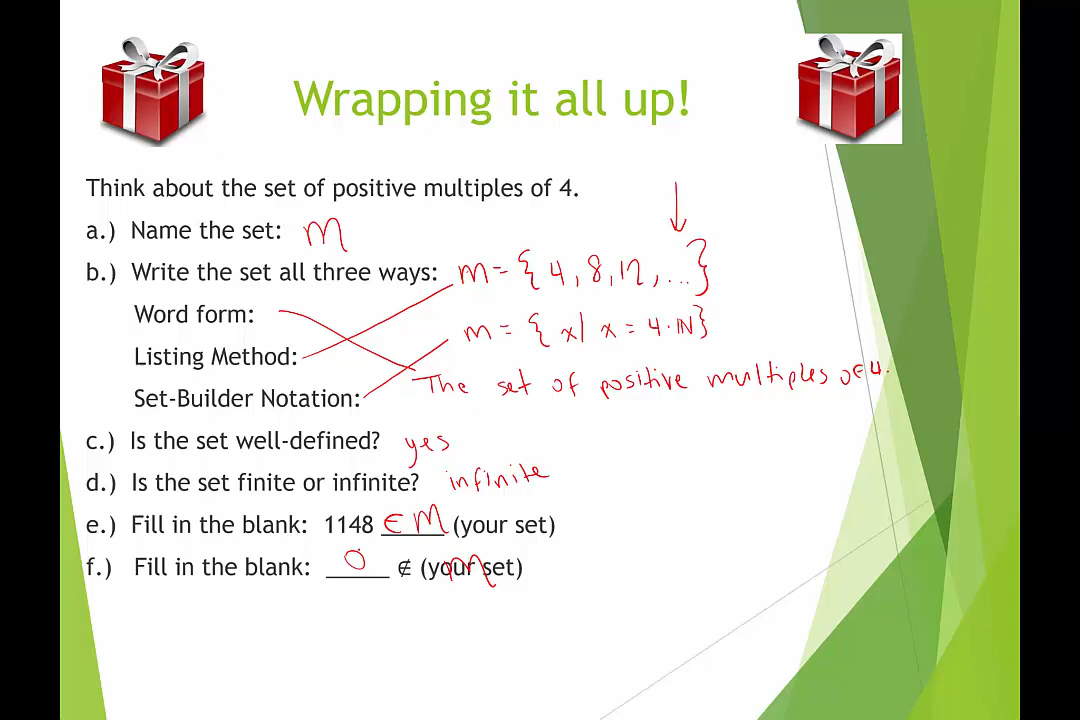 Wrapping it all up!
Think about the set of positive multiples of 4.
a.) Name the set: M
b.) Write the set all three ways: M = { 4, 8, 12, ... }
Word form:
M = { x | x = 4·ℕ }
Listing Method:
The set of positive multiples of 4.
Set-Builder Notation:
c.) Is the set well-defined? yes
d.) Is the set finite or infinite? infinite
e.) Fill in the blank: 1148 ∈ M (your set)
f.) Fill in the blank: 0 ∉ (your set) M